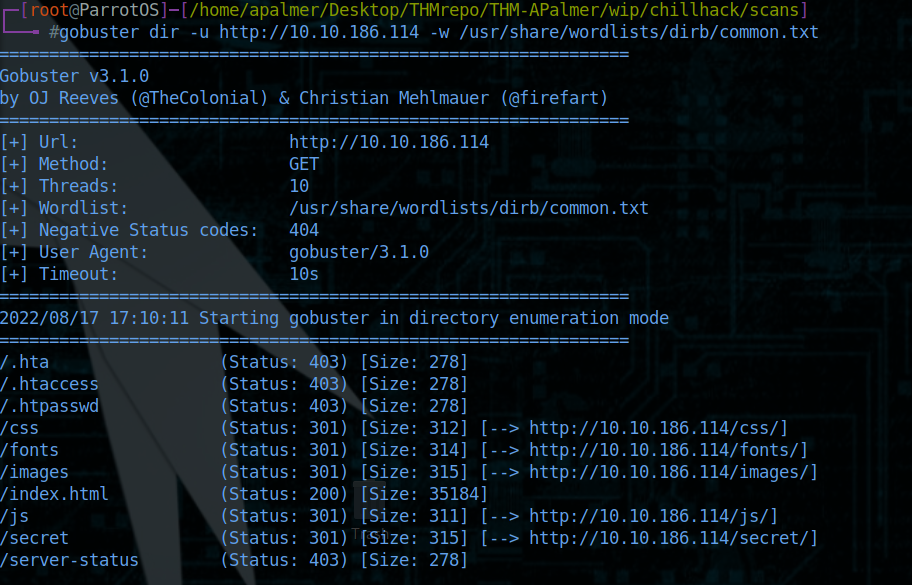 [root@ParrotOS]─[/home/apalmer/Desktop/THMrepo/THM-APalmer/wip/chillhack/scans]
#gobuster dir -u http://10.10.186.114 -w /usr/share/wordlists/dirb/common.txt
===============================================================
Gobuster v3.1.0
by OJ Reeves (@TheColonial) & Christian Mehlmauer (@firefart)
===============================================================
[+] Url:                     http://10.10.186.114
[+] Method:                  GET
[+] Threads:                 10
[+] Wordlist:                /usr/share/wordlists/dirb/common.txt
[+] Negative Status codes:   404
[+] User Agent:              gobuster/3.1.0
[+] Timeout:                 10s
===============================================================
2022/08/17 17:10:11 Starting gobuster in directory enumeration mode
===============================================================
/.hta                 (Status: 403) [Size: 278]
/.htaccess            (Status: 403) [Size: 278]
/.htpasswd            (Status: 403) [Size: 278]
/css                  (Status: 301) [Size: 312] [--> http://10.10.186.114/css/]
/fonts                (Status: 301) [Size: 314] [--> http://10.10.186.114/fonts/]
/images               (Status: 301) [Size: 315] [--> http://10.10.186.114/images/]
/index.html           (Status: 200) [Size: 35184]
/js                   (Status: 301) [Size: 311] [--> http://10.10.186.114/js/]
/secret               (Status: 301) [Size: 315] [--> http://10.10.186.114/secret/]
/server-status        (Status: 403) [Size: 278]